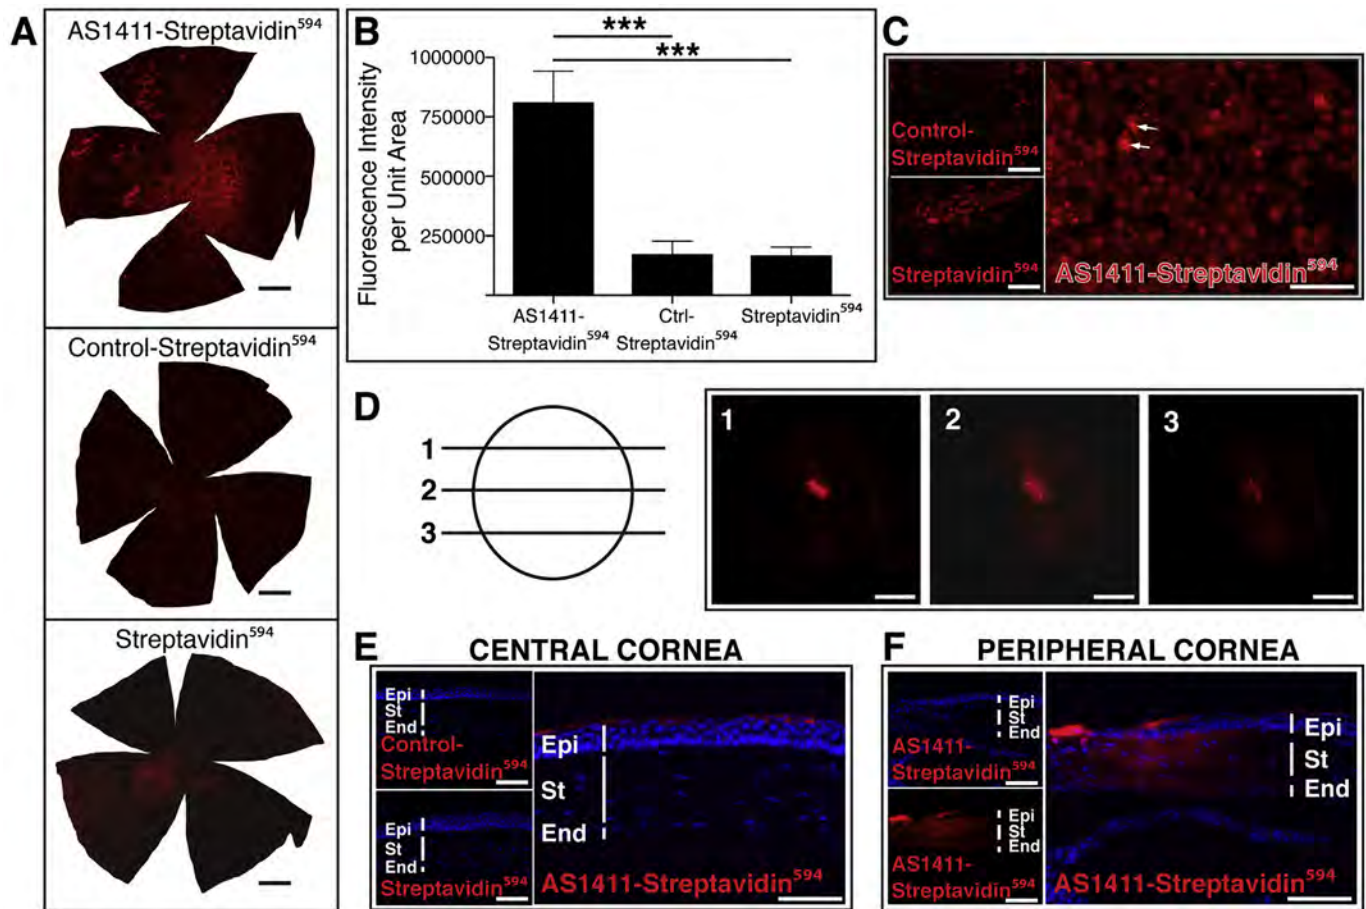 A
AS1411-Streptavidin⁵⁹⁴
Control-Streptavidin⁵⁹⁴
Streptavidin⁵⁹⁴
B
***
***
Fluorescence Intensity
per Unit Area
1000000
750000
500000
250000
AS1411-
Streptavidin⁵⁹⁴
Ctrl-
Streptavidin⁵⁹⁴
Streptavidin⁵⁹⁴
C
Control-
Streptavidin⁵⁹⁴
Streptavidin⁵⁹⁴
AS1411-Streptavidin⁵⁹⁴
D
1
2
3
1
2
3
E
CENTRAL CORNEA
Epi
St
End
Control-
Streptavidin⁵⁹⁴
Epi
St
End
Streptavidin⁵⁹⁴
Epi
St
End
AS1411-Streptavidin⁵⁹⁴
F
PERIPHERAL CORNEA
Epi
St
End
AS1411-
Streptavidin⁵⁹⁴
Epi
St
End
AS1411-
Streptavidin⁵⁹⁴
Epi
St
End
AS1411-Streptavidin⁵⁹⁴